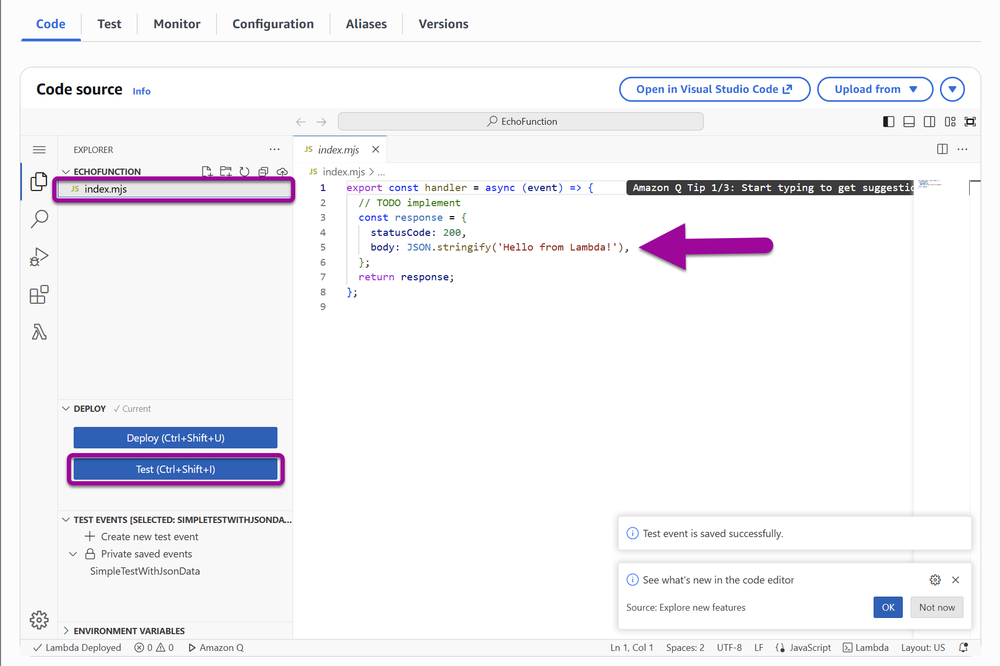 Code
Test
Monitor
Configuration
Aliases
Versions
Code source Info
Open in Visual Studio Code
Upload from
EchoFunction
EXPLORER
ECHOFUNCTION
JS index.mjs
JS index.mjs
JS index.mjs > ...
1 export const handler = async (event) => {
Amazon Q Tip 1/3: Start typing to get suggestio
2 // TODO implement
3 const response = {
4 statusCode: 200,
5 body: JSON.stringify('Hello from Lambda!'),
6 };
7 return response;
8 };
9
DEPLOY ✓ Current
Deploy (Ctrl+Shift+U)
Test (Ctrl+Shift+I)
TEST EVENTS [SELECTED: SIMPLETESTWITHJSONDA...
Create new test event
Private saved events
SimpleTestWithJsonData
ENVIRONMENT VARIABLES
Test event is saved successfully.
See what's new in the code editor
Source: Explore new features
OK
Not now
Lambda Deployed
0 0
Amazon Q
Ln 1, Col 1
Spaces: 2
UTF-8
LF
JavaScript
Lambda
Layout: US